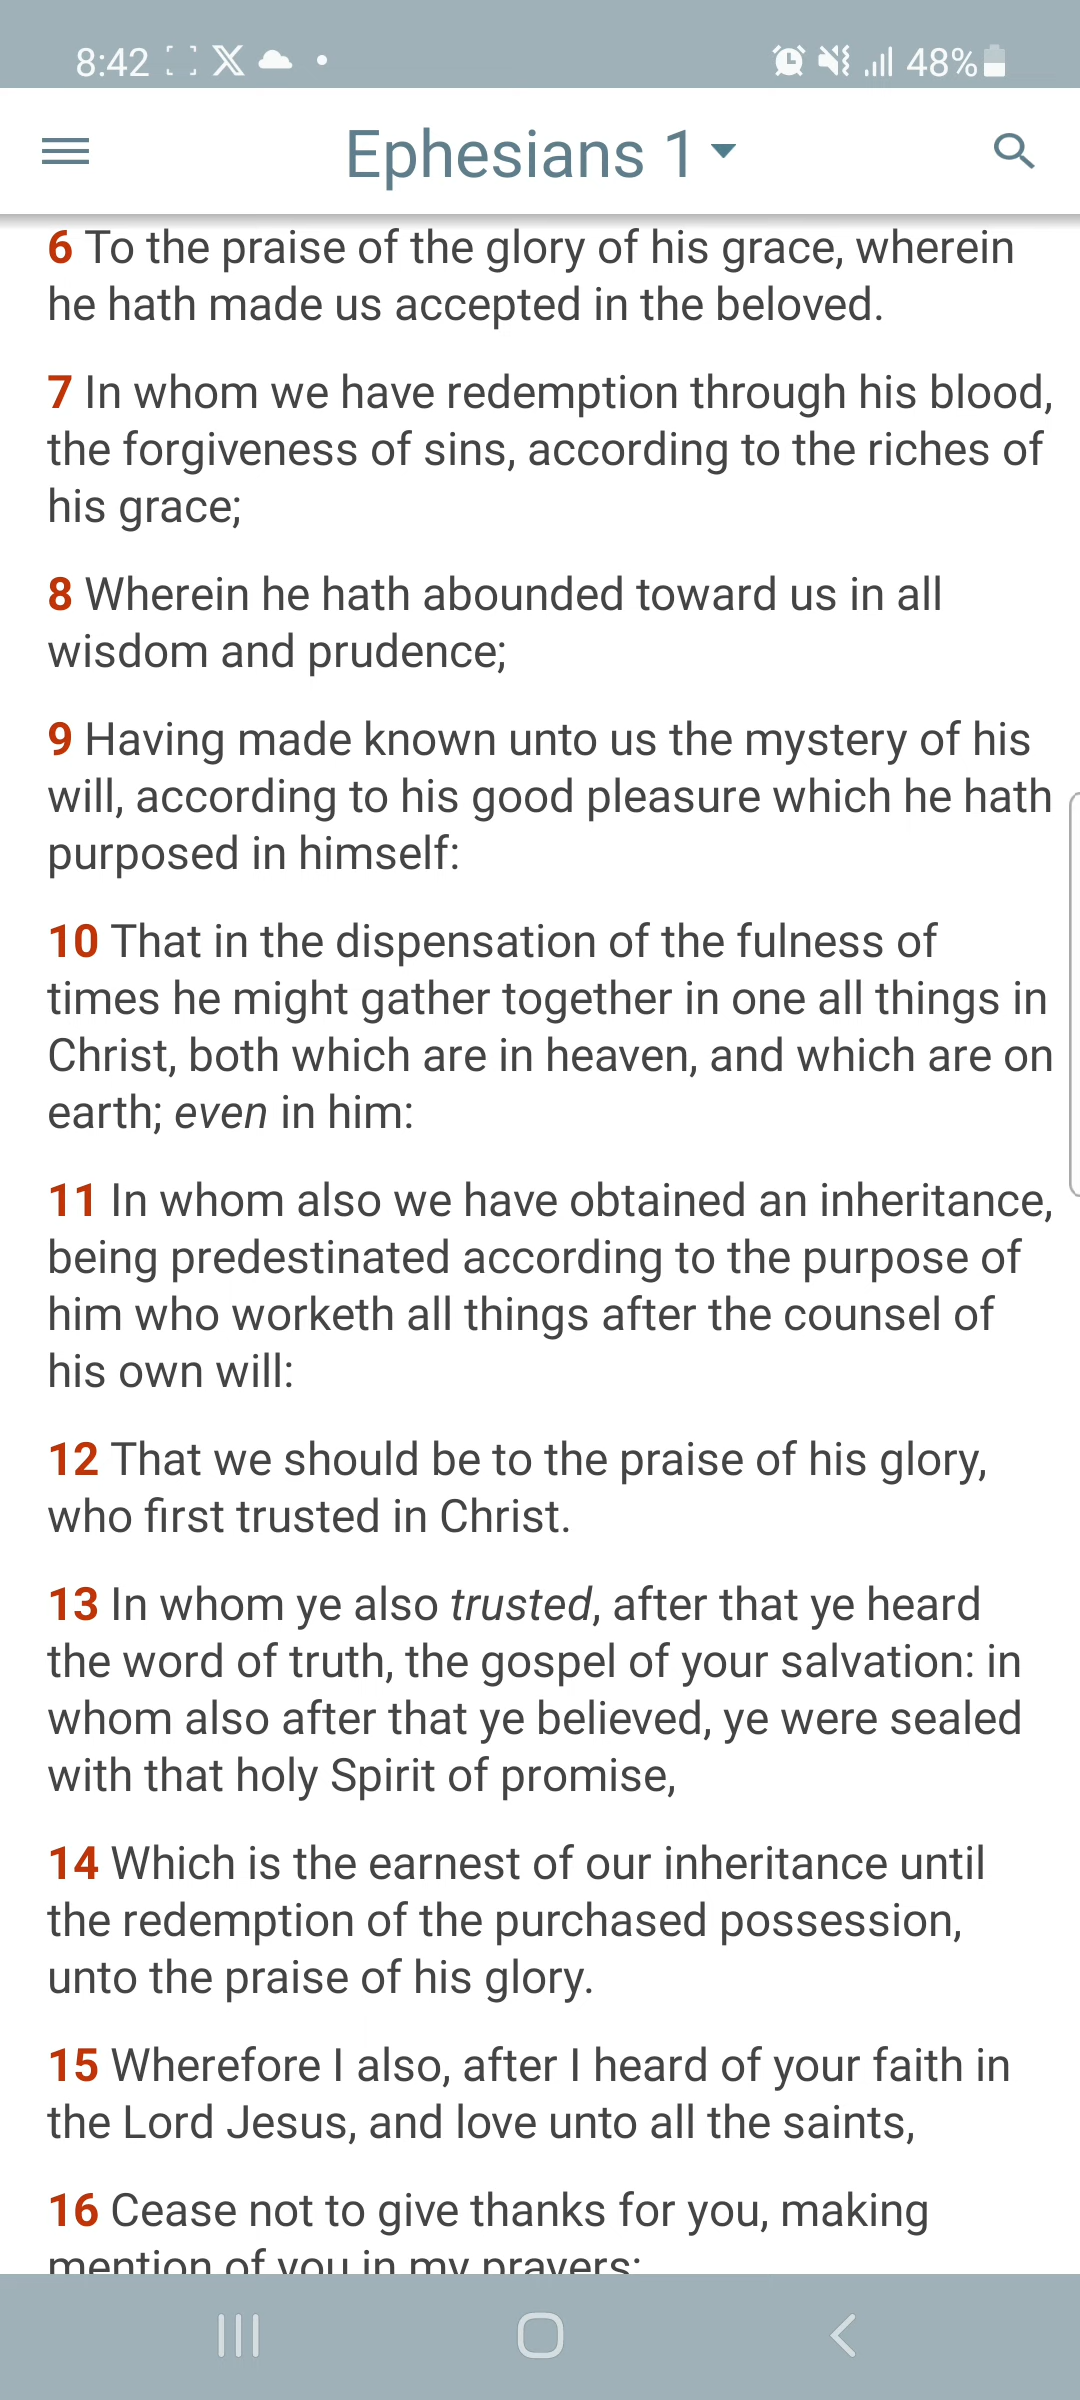 8:42 48%
Ephesians 1
6 To the praise of the glory of his grace, wherein
he hath made us accepted in the beloved.
7 In whom we have redemption through his blood,
the forgiveness of sins, according to the riches of
his grace;
8 Wherein he hath abounded toward us in all
wisdom and prudence;
9 Having made known unto us the mystery of his
will, according to his good pleasure which he hath
purposed in himself:
10 That in the dispensation of the fulness of
times he might gather together in one all things in
Christ, both which are in heaven, and which are on
earth; even in him:
11 In whom also we have obtained an inheritance,
being predestinated according to the purpose of
him who worketh all things after the counsel of
his own will:
12 That we should be to the praise of his glory,
who first trusted in Christ.
13 In whom ye also trusted, after that ye heard
the word of truth, the gospel of your salvation: in
whom also after that ye believed, ye were sealed
with that holy Spirit of promise,
14 Which is the earnest of our inheritance until
the redemption of the purchased possession,
unto the praise of his glory.
15 Wherefore I also, after I heard of your faith in
the Lord Jesus, and love unto all the saints,
16 Cease not to give thanks for you, making
mention of you in my prayers;